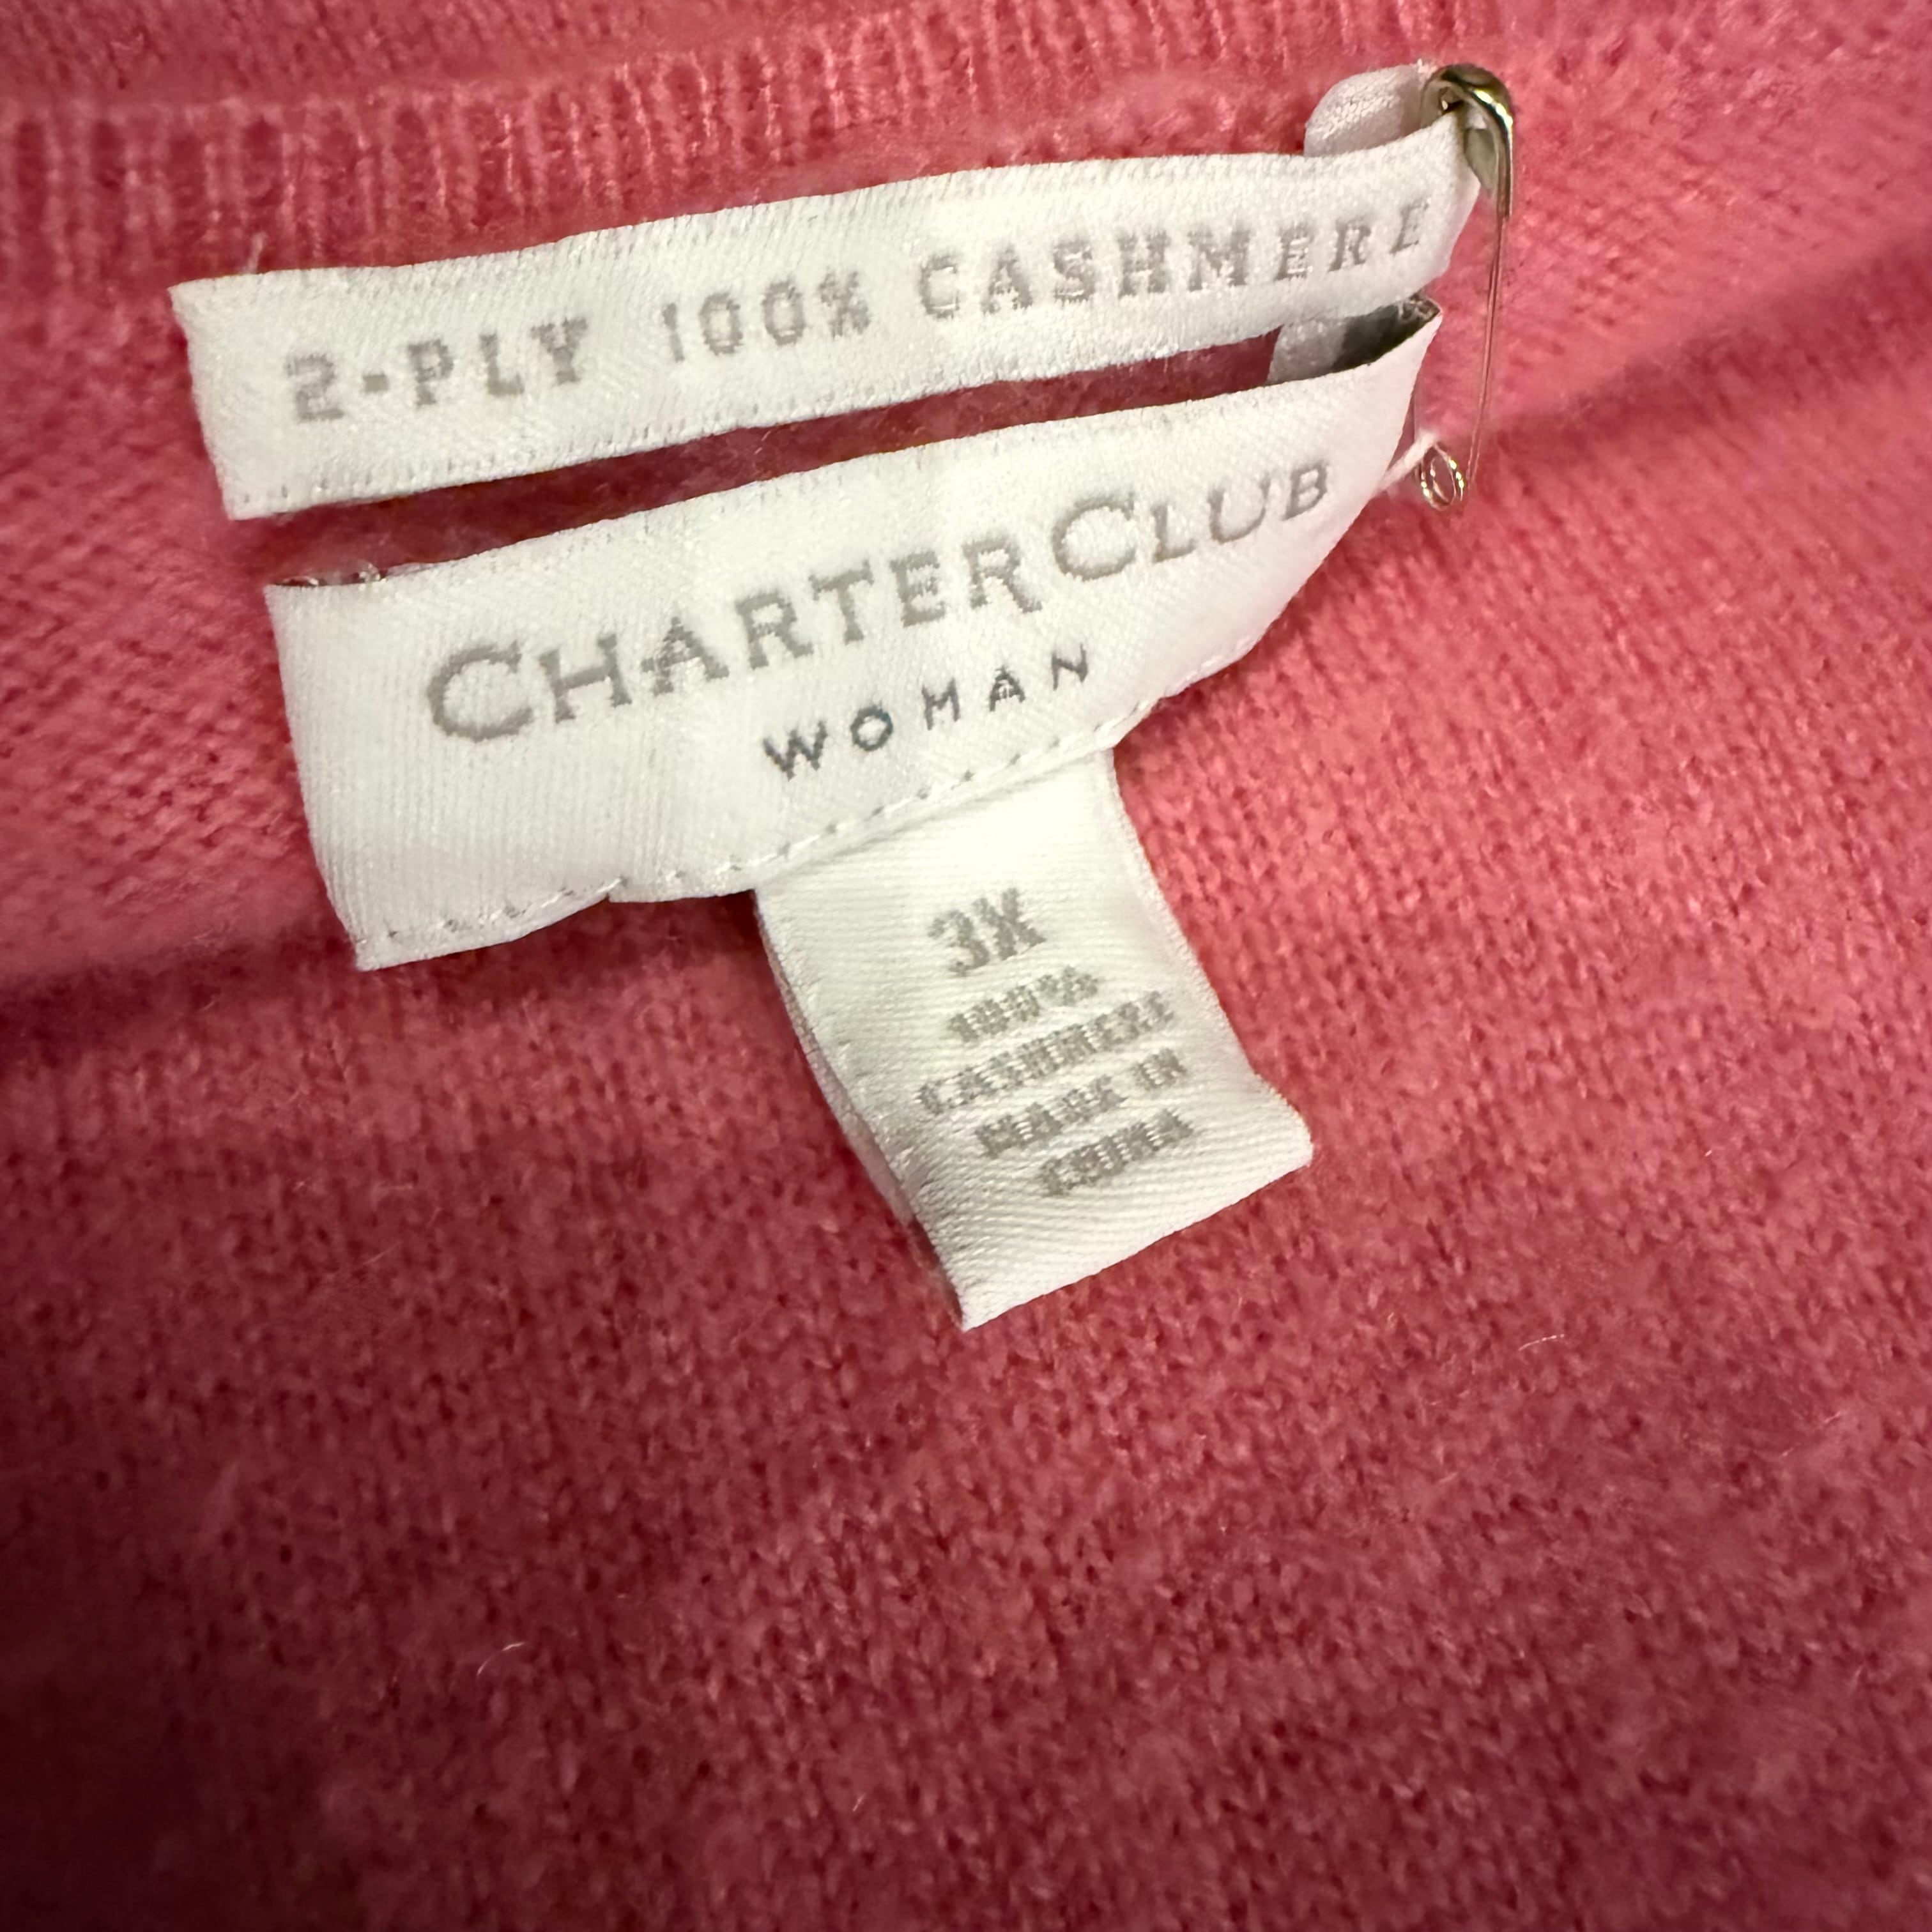 2-PLY 100% CASHMERE
CHARTER CLUB
WOMAN
3X
100%
CASHMERE
MADE IN
CHINA